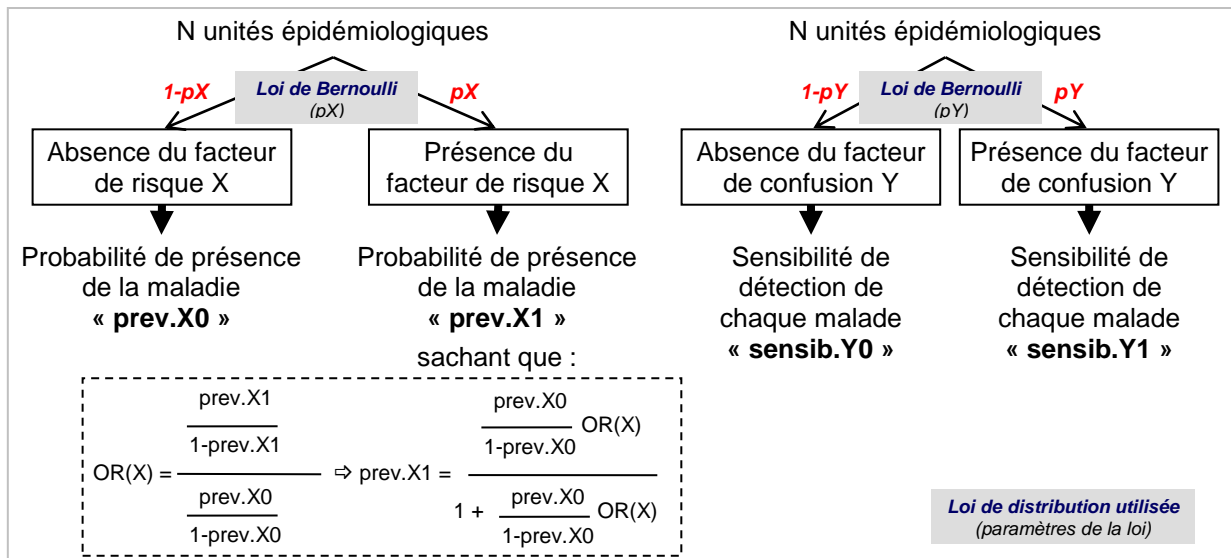 N unités épidémiologiques
1-pX
Loi de Bernoulli
(pX)
pX
Absence du facteur
de risque X
Présence du
facteur de risque X
Probabilité de présence
de la maladie
« prev.X0 »
Probabilité de présence
de la maladie
« prev.X1 »
sachant que :
OR(X) =
prev.X1
1-prev.X1
prev.X0
1-prev.X0
⇨ prev.X1 =
prev.X0
1-prev.X0
OR(X)
1 +
prev.X0
1-prev.X0
OR(X)
N unités épidémiologiques
1-pY
Loi de Bernoulli
(pY)
pY
Absence du facteur
de confusion Y
Présence du facteur
de confusion Y
Sensibilité de
détection de
chaque malade
« sensib.Y0 »
Sensibilité de
détection de
chaque malade
« sensib.Y1 »
Loi de distribution utilisée
(paramètres de la loi)